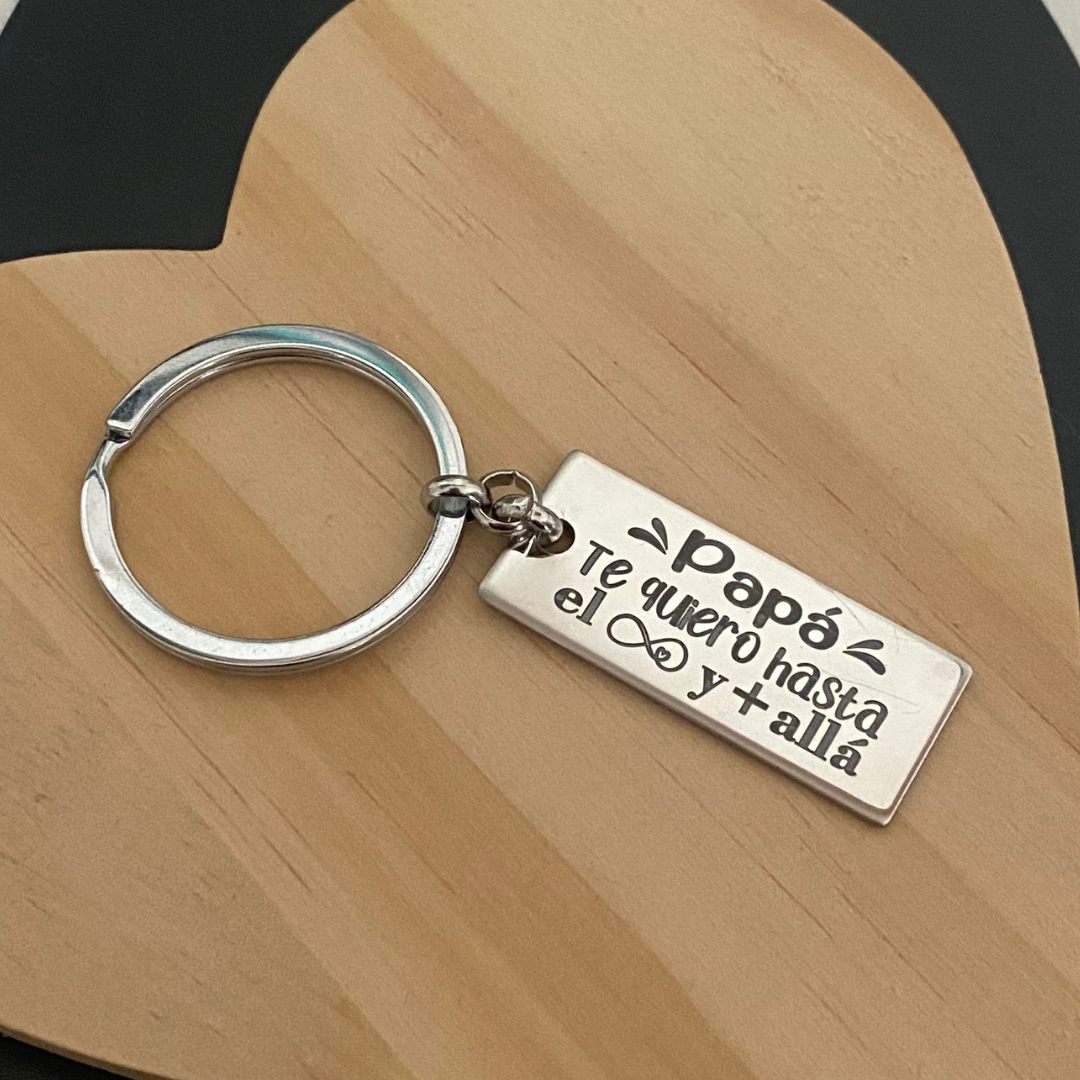 Papá
Te quiero hasta
el ∞ y + allá